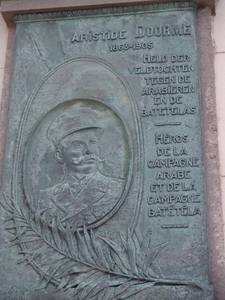 ARISTIDE DOORME
1863-1905
HELD DER
VELDTOCHTEN
TEGEN DE
ARABIEREN
EN DE
BATETELAS
HÉROS
DE LA
CAMPAGNE
ARABE
ET DE LA
CAMPAGNE
BATÉTÉLA